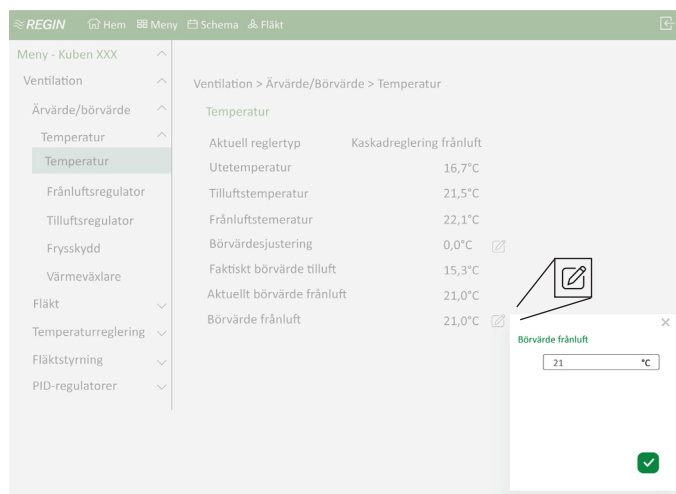 REGIN Hem Meny Schema Fläkt
Meny - Kuben XXX
Ventilation
Ärvärde/börvärde
Temperatur
Temperatur
Frånluftsregulator
Tilluftsregulator
Frysskydd
Värmeväxlare
Fläkt
Temperaturreglering
Fläktstyrning
PID-regulatorer
Ventilation > Ärvärde/Börvärde > Temperatur
Temperatur
Aktuell reglertyp Kaskadreglering frånluft
Utetemperatur 16,7°C
Tilluftstemperatur 21,5°C
Frånluftstemeratur 22,1°C
Börvärdesjustering 0,0°C
Faktiskt börvärde tilluft 15,3°C
Aktuellt börvärde frånluft 21,0°C
Börvärde frånluft 21,0°C
Börvärde frånluft
21 °C